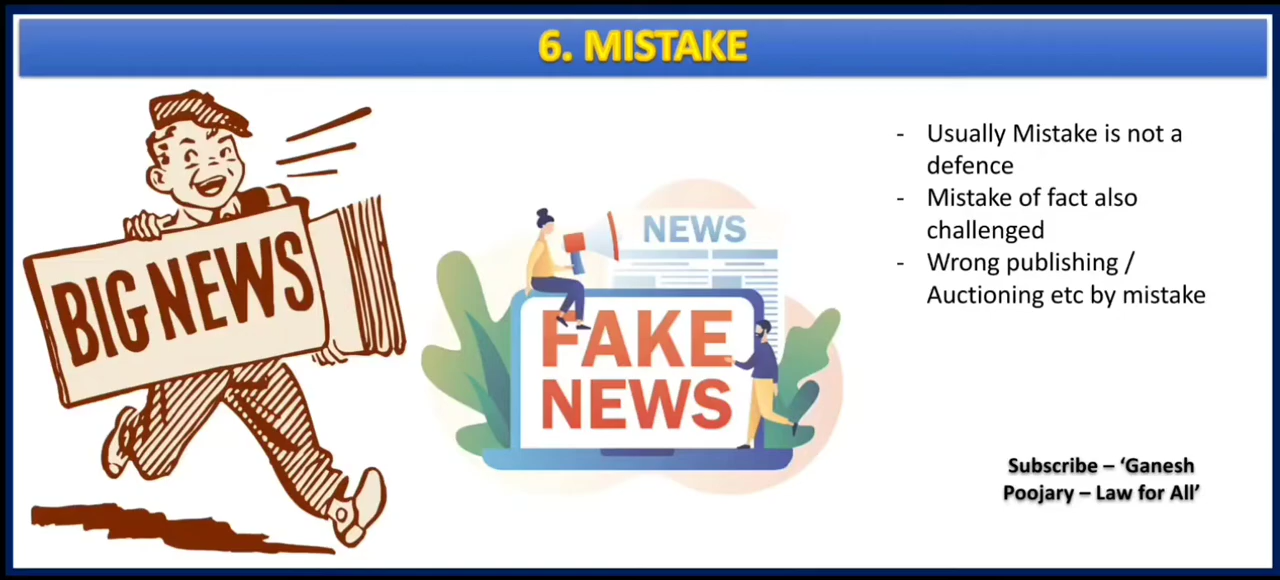 6. MISTAKE
BIG NEWS
NEWS
FAKE
NEWS
- Usually Mistake is not a
defence
- Mistake of fact also
challenged
- Wrong publishing /
Auctioning etc by mistake
Subscribe – ‘Ganesh
Poojary – Law for All’